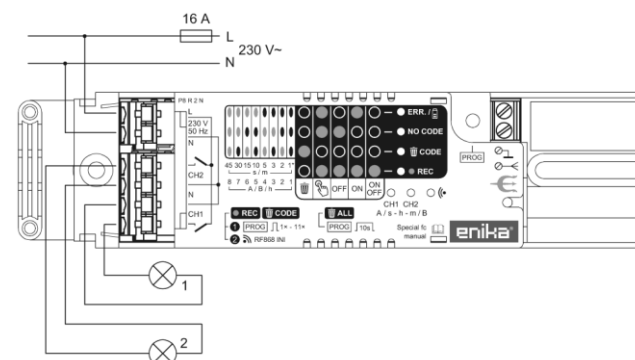 16 A
L
230 V~
N
P8 R 2 N
L
230 V
50 Hz
N
CH2
N
CH1
45 30 15 10 5 3 2 1"
s / m
8 7 6 5 4 3 2 1
A / B / h
OFF
ON
ON
OFF
ERR. /
NO CODE
CODE
REC
PROG
CH1 CH2
A / s - h - m / B
REC CODE
1 PROG 1× - 11×
2 RF868 INI
ALL
PROG 10s
Special fc
manual
enika
1
2